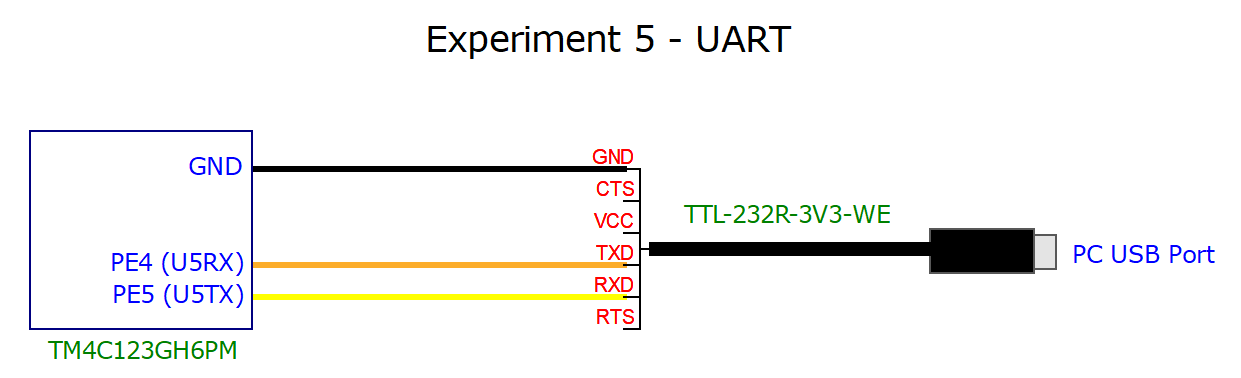 Experiment 5 - UART
GND
GND
CTS
VCC
TTL-232R-3V3-WE
PC USB Port
PE4 (U5RX)
TXD
PE5 (U5TX)
RXD
RTS
TM4C123GH6PM